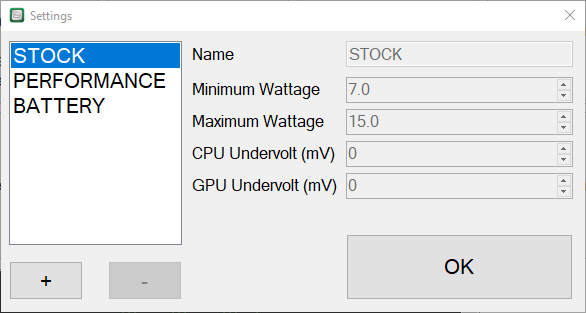 Settings
STOCK
PERFORMANCE
BATTERY
Name STOCK
Minimum Wattage 7.0
Maximum Wattage 15.0
CPU Undervolt (mV) 0
GPU Undervolt (mV) 0
+ -
OK